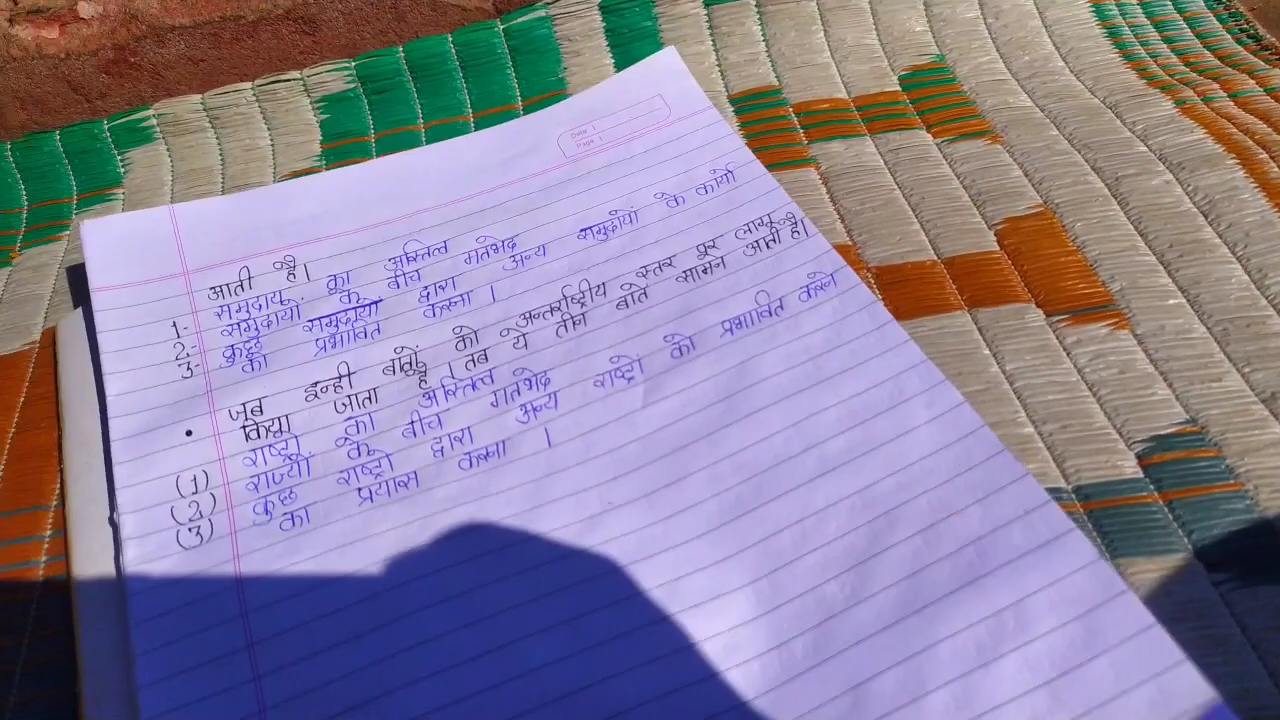 Date /
Page /
आती है।
1- समुदाय का अस्तित्व
2- समुदायों के बीच मतभेद
3- कुछ समुदायों द्वारा अन्य समुदायों के कार्यो
को प्रभावित करना ।
• जब इन्ही बातों को अन्तर्राष्ट्रीय स्तर पर लागू
किया जाता है । तब ये तीन बाते सामने आती है।
(1) राष्ट्रो का अस्तित्व
(2) राज्यों के बीच मतभेद
(3) कुछ राष्ट्रो द्वारा अन्य राष्ट्रों को प्रभावित करने
का प्रयास करना ।